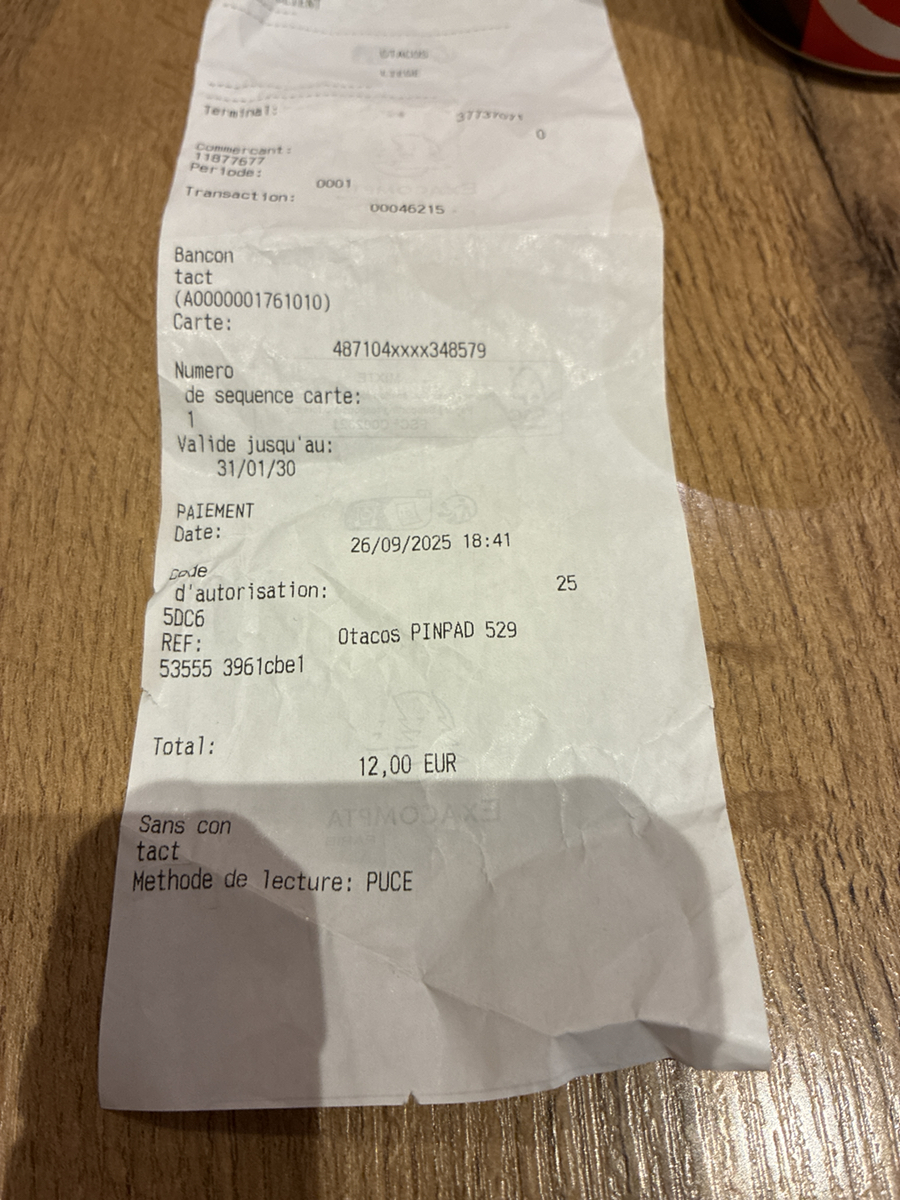 Terminal:
0
Commercant:
11877677
Periode:
0001
Transaction:
00046215
Bancon
tact
(A0000001761010)
Carte:
487104xxxx348579
Numero
de sequence carte:
1
Valide jusqu'au:
31/01/30
PAIEMENT
Date:
26/09/2025 18:41
Code
d'autorisation: 25
5DC6
REF: Otacos PINPAD 529
53555 3961cbe1
Total:
12,00 EUR
Sans con
tact
Methode de lecture: PUCE
EXACOMPTA